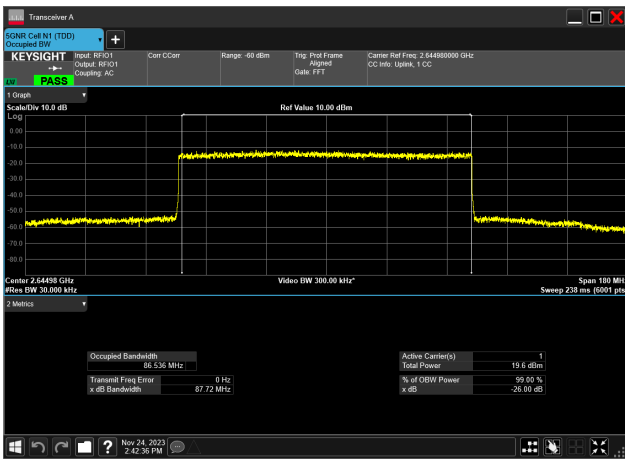 Transceiver A
5GNR Cell N1 (TDD)
Occupied BW
KEYSIGHT
PASS
Input: RFIO1
Output: RFIO1
Coupling: AC
Corr CCorr
Range: -60 dBm
Trig: Prot Frame
Aligned
Gate: FFT
Carrier Ref Freq: 2.644980000 GHz
CC Info: Uplink, 1 CC
1 Graph
Scale/Div 10.0 dB
Ref Value 10.00 dBm
Log
0.00
-10.0
-20.0
-30.0
-40.0
-50.0
-60.0
-70.0
-80.0
Center 2.64498 GHz
#Res BW 30.000 kHz
Video BW 300.00 kHz*
Span 180 MHz
Sweep 238 ms (6001 pts)
2 Metrics
Occupied Bandwidth
86.536 MHz
Transmit Freq Error 0 Hz
x dB Bandwidth 87.72 MHz
Active Carrier(s) 1
Total Power 19.6 dBm
% of OBW Power 99.00 %
x dB -26.00 dB
Nov 24, 2023
2:42:36 PM